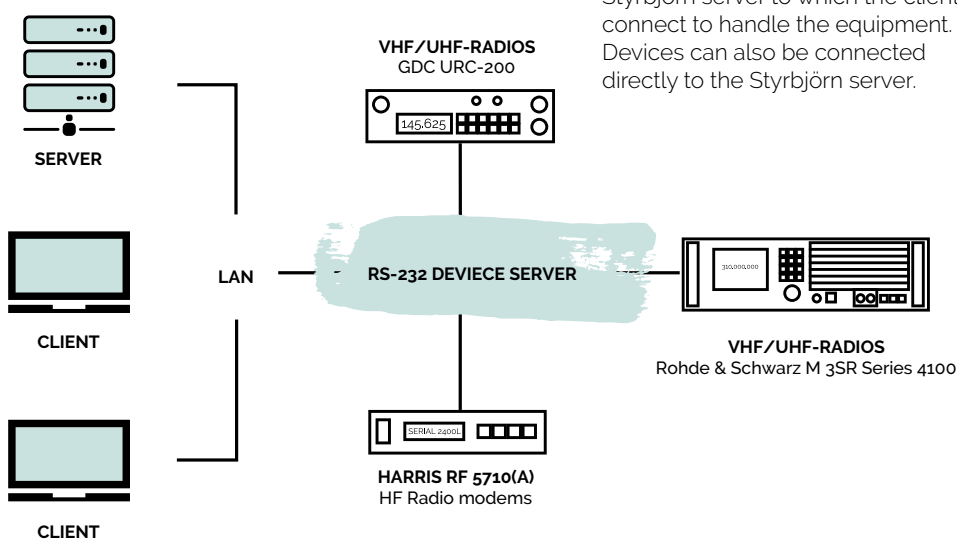 Styrbjörn server to which the client
connect to handle the equipment.
Devices can also be connected
directly to the Styrbjörn server.
VHF/UHF-RADIOS
GDC URC-200
145.625
SERVER
LAN
RS-232 DEVIECE SERVER
310.000.000
CLIENT
VHF/UHF-RADIOS
Rohde & Schwarz M 3SR Series 4100
SERIAL 2400L
HARRIS RF 5710(A)
HF Radio modems
CLIENT